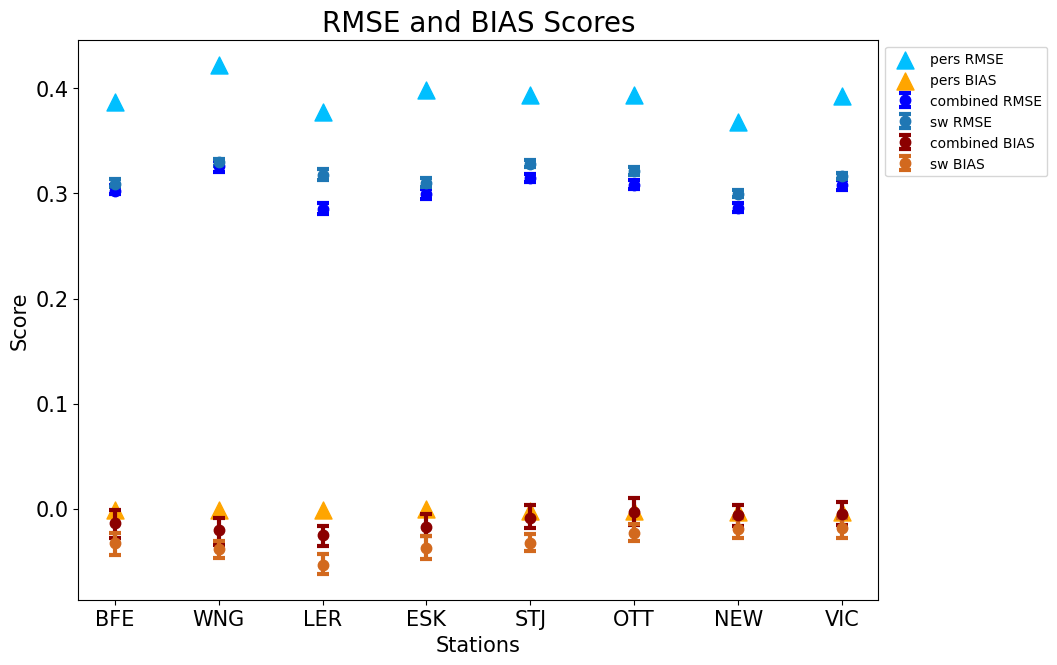 RMSE and BIAS Scores
pers RMSE
pers BIAS
combined RMSE
sw RMSE
combined BIAS
sw BIAS
0.4
0.3
0.2
0.1
0.0
Score
BFE WNG LER ESK STJ OTT NEW VIC
Stations